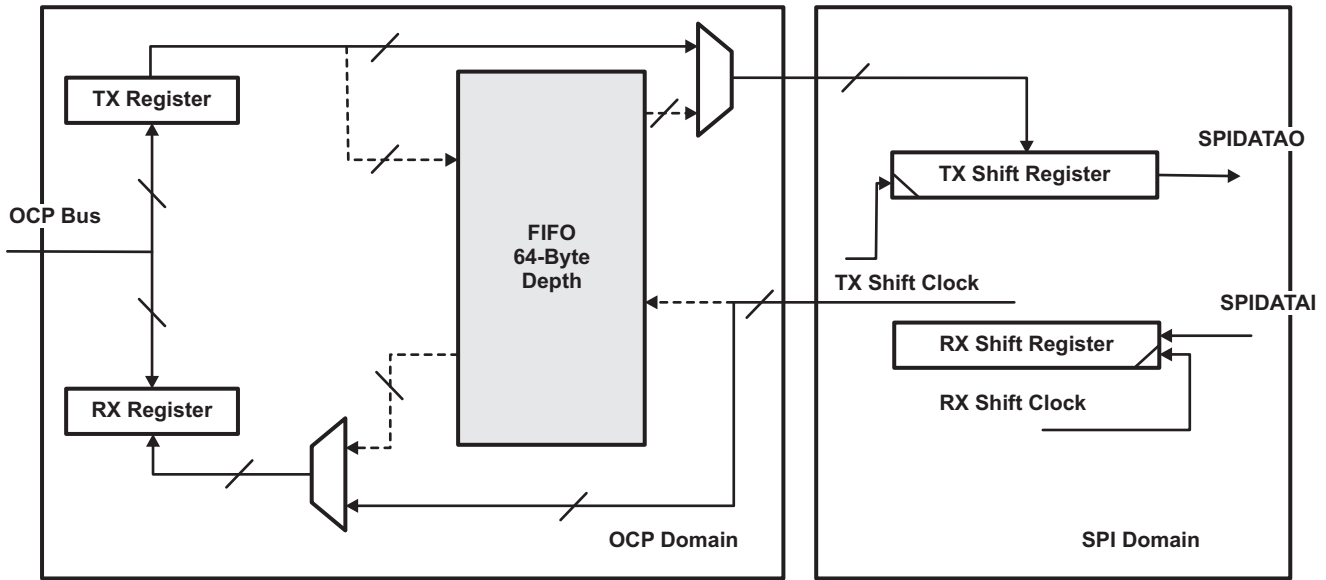 TX Register
SPIDATAO
TX Shift Register
OCP Bus
FIFO
64-Byte
Depth
TX Shift Clock
SPIDATAI
RX Shift Register
RX Register
RX Shift Clock
OCP Domain
SPI Domain